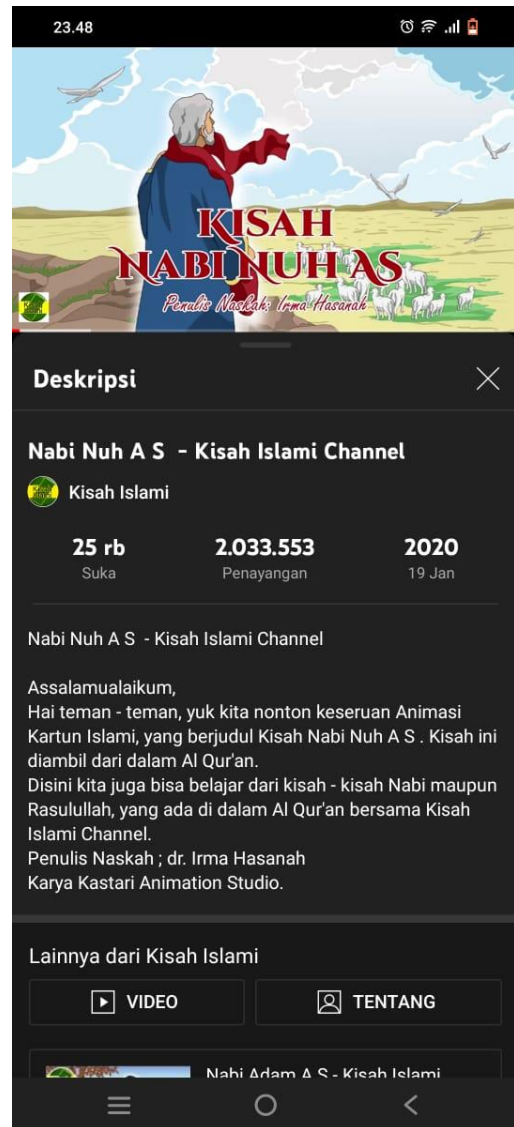 23.48
KISAH
NABI NUH AS
Penulis Naskah: Irma Hasanah
Deskripsi
Nabi Nuh A S - Kisah Islami Channel
Kisah Islami
25 rb
2.033.553
2020
Suka
Penayangan
19 Jan
Nabi Nuh A S - Kisah Islami Channel
Assalamualaikum,
Hai teman - teman, yuk kita nonton keseruan Animasi
Kartun Islami, yang berjudul Kisah Nabi Nuh A S . Kisah ini
diambil dari dalam Al Qur'an.
Disini kita juga bisa belajar dari kisah - kisah Nabi maupun
Rasulullah, yang ada di dalam Al Qur'an bersama Kisah
Islami Channel.
Penulis Naskah ; dr. Irma Hasanah
Karya Kastari Animation Studio.
Lainnya dari Kisah Islami
VIDEO
TENTANG
Nabi Adam A S - Kisah Islami